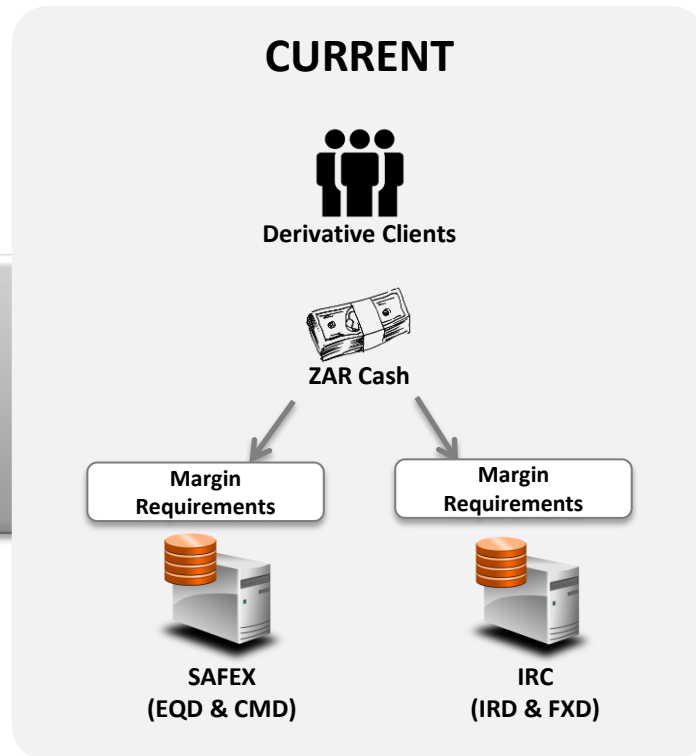 CURRENT
Derivative Clients
ZAR Cash
Margin
Requirements
Margin
Requirements
SAFEX
(EQD & CMD)
IRC
(IRD & FXD)